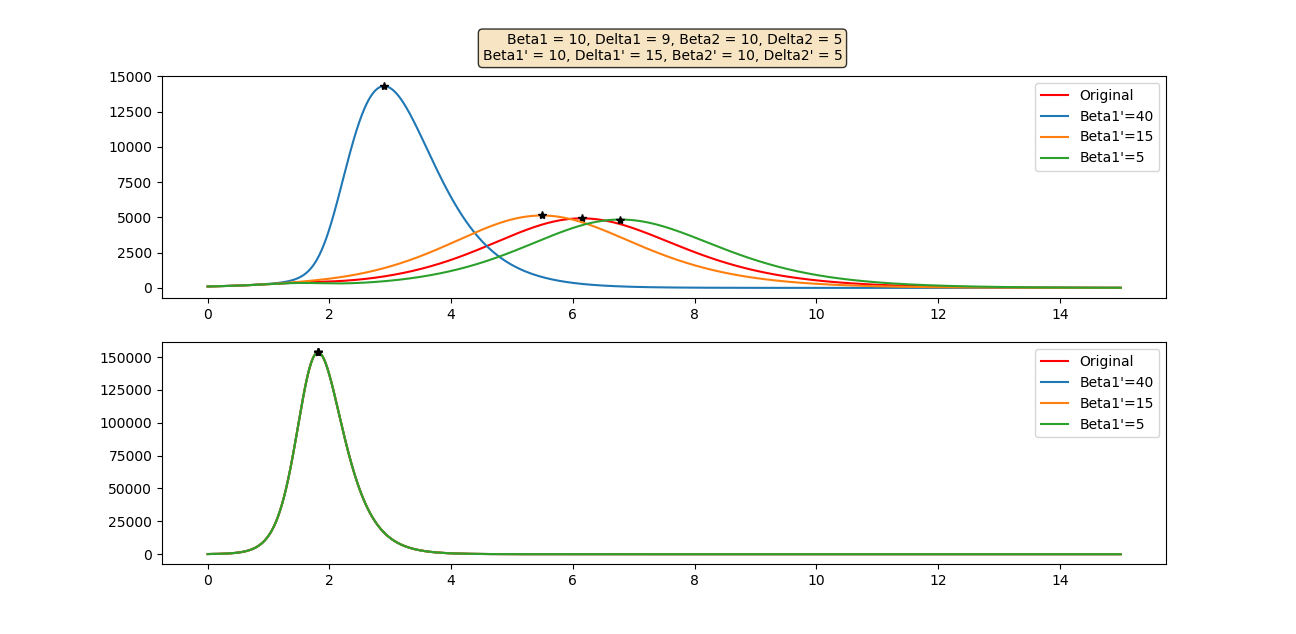 Beta1 = 10, Delta1 = 9, Beta2 = 10, Delta2 = 5
Beta1' = 10, Delta1' = 15, Beta2' = 10, Delta2' = 5
15000
12500
10000
7500
5000
2500
0
Original
Beta1'=40
Beta1'=15
Beta1'=5
0 2 4 6 8 10 12 14
150000
125000
100000
75000
50000
25000
0
Original
Beta1'=40
Beta1'=15
Beta1'=5
0 2 4 6 8 10 12 14